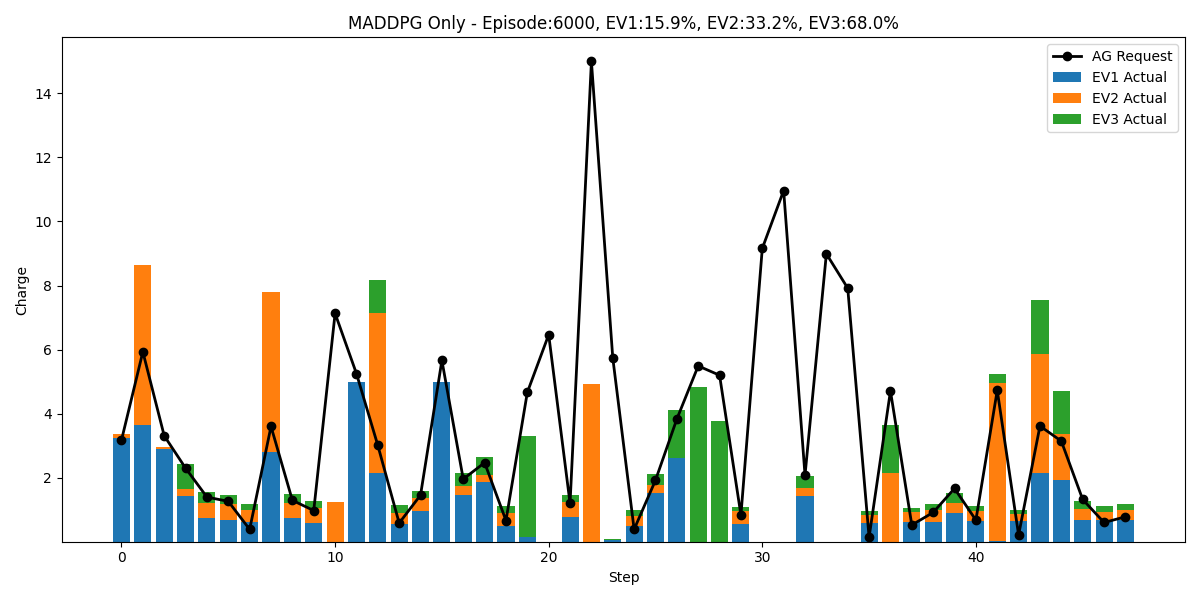 MADDPG Only - Episode:6000, EV1:15.9%, EV2:33.2%, EV3:68.0%
AG Request
EV1 Actual
EV2 Actual
EV3 Actual
Charge
14
12
10
8
6
4
2
0 10 20 30 40
Step